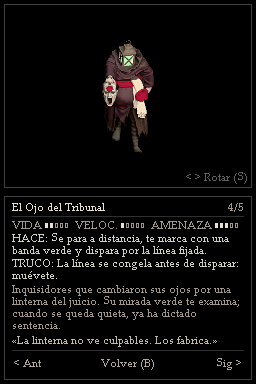 < > Rotar (S)
El Ojo del Tribunal 4/5
VIDA VELOC. AMENAZA
HACE: Se para a distancia, te marca con una
banda verde y dispara por la línea fijada.
TRUCO: La línea se congela antes de disparar:
muévete.
Inquisidores que cambiaron sus ojos por una
linterna del juicio. Su mirada verde te examina;
cuando se queda quieta, ya ha dictado
sentencia.
«La linterna no ve culpables. Los fabrica.»
< Ant Volver (B) Sig >